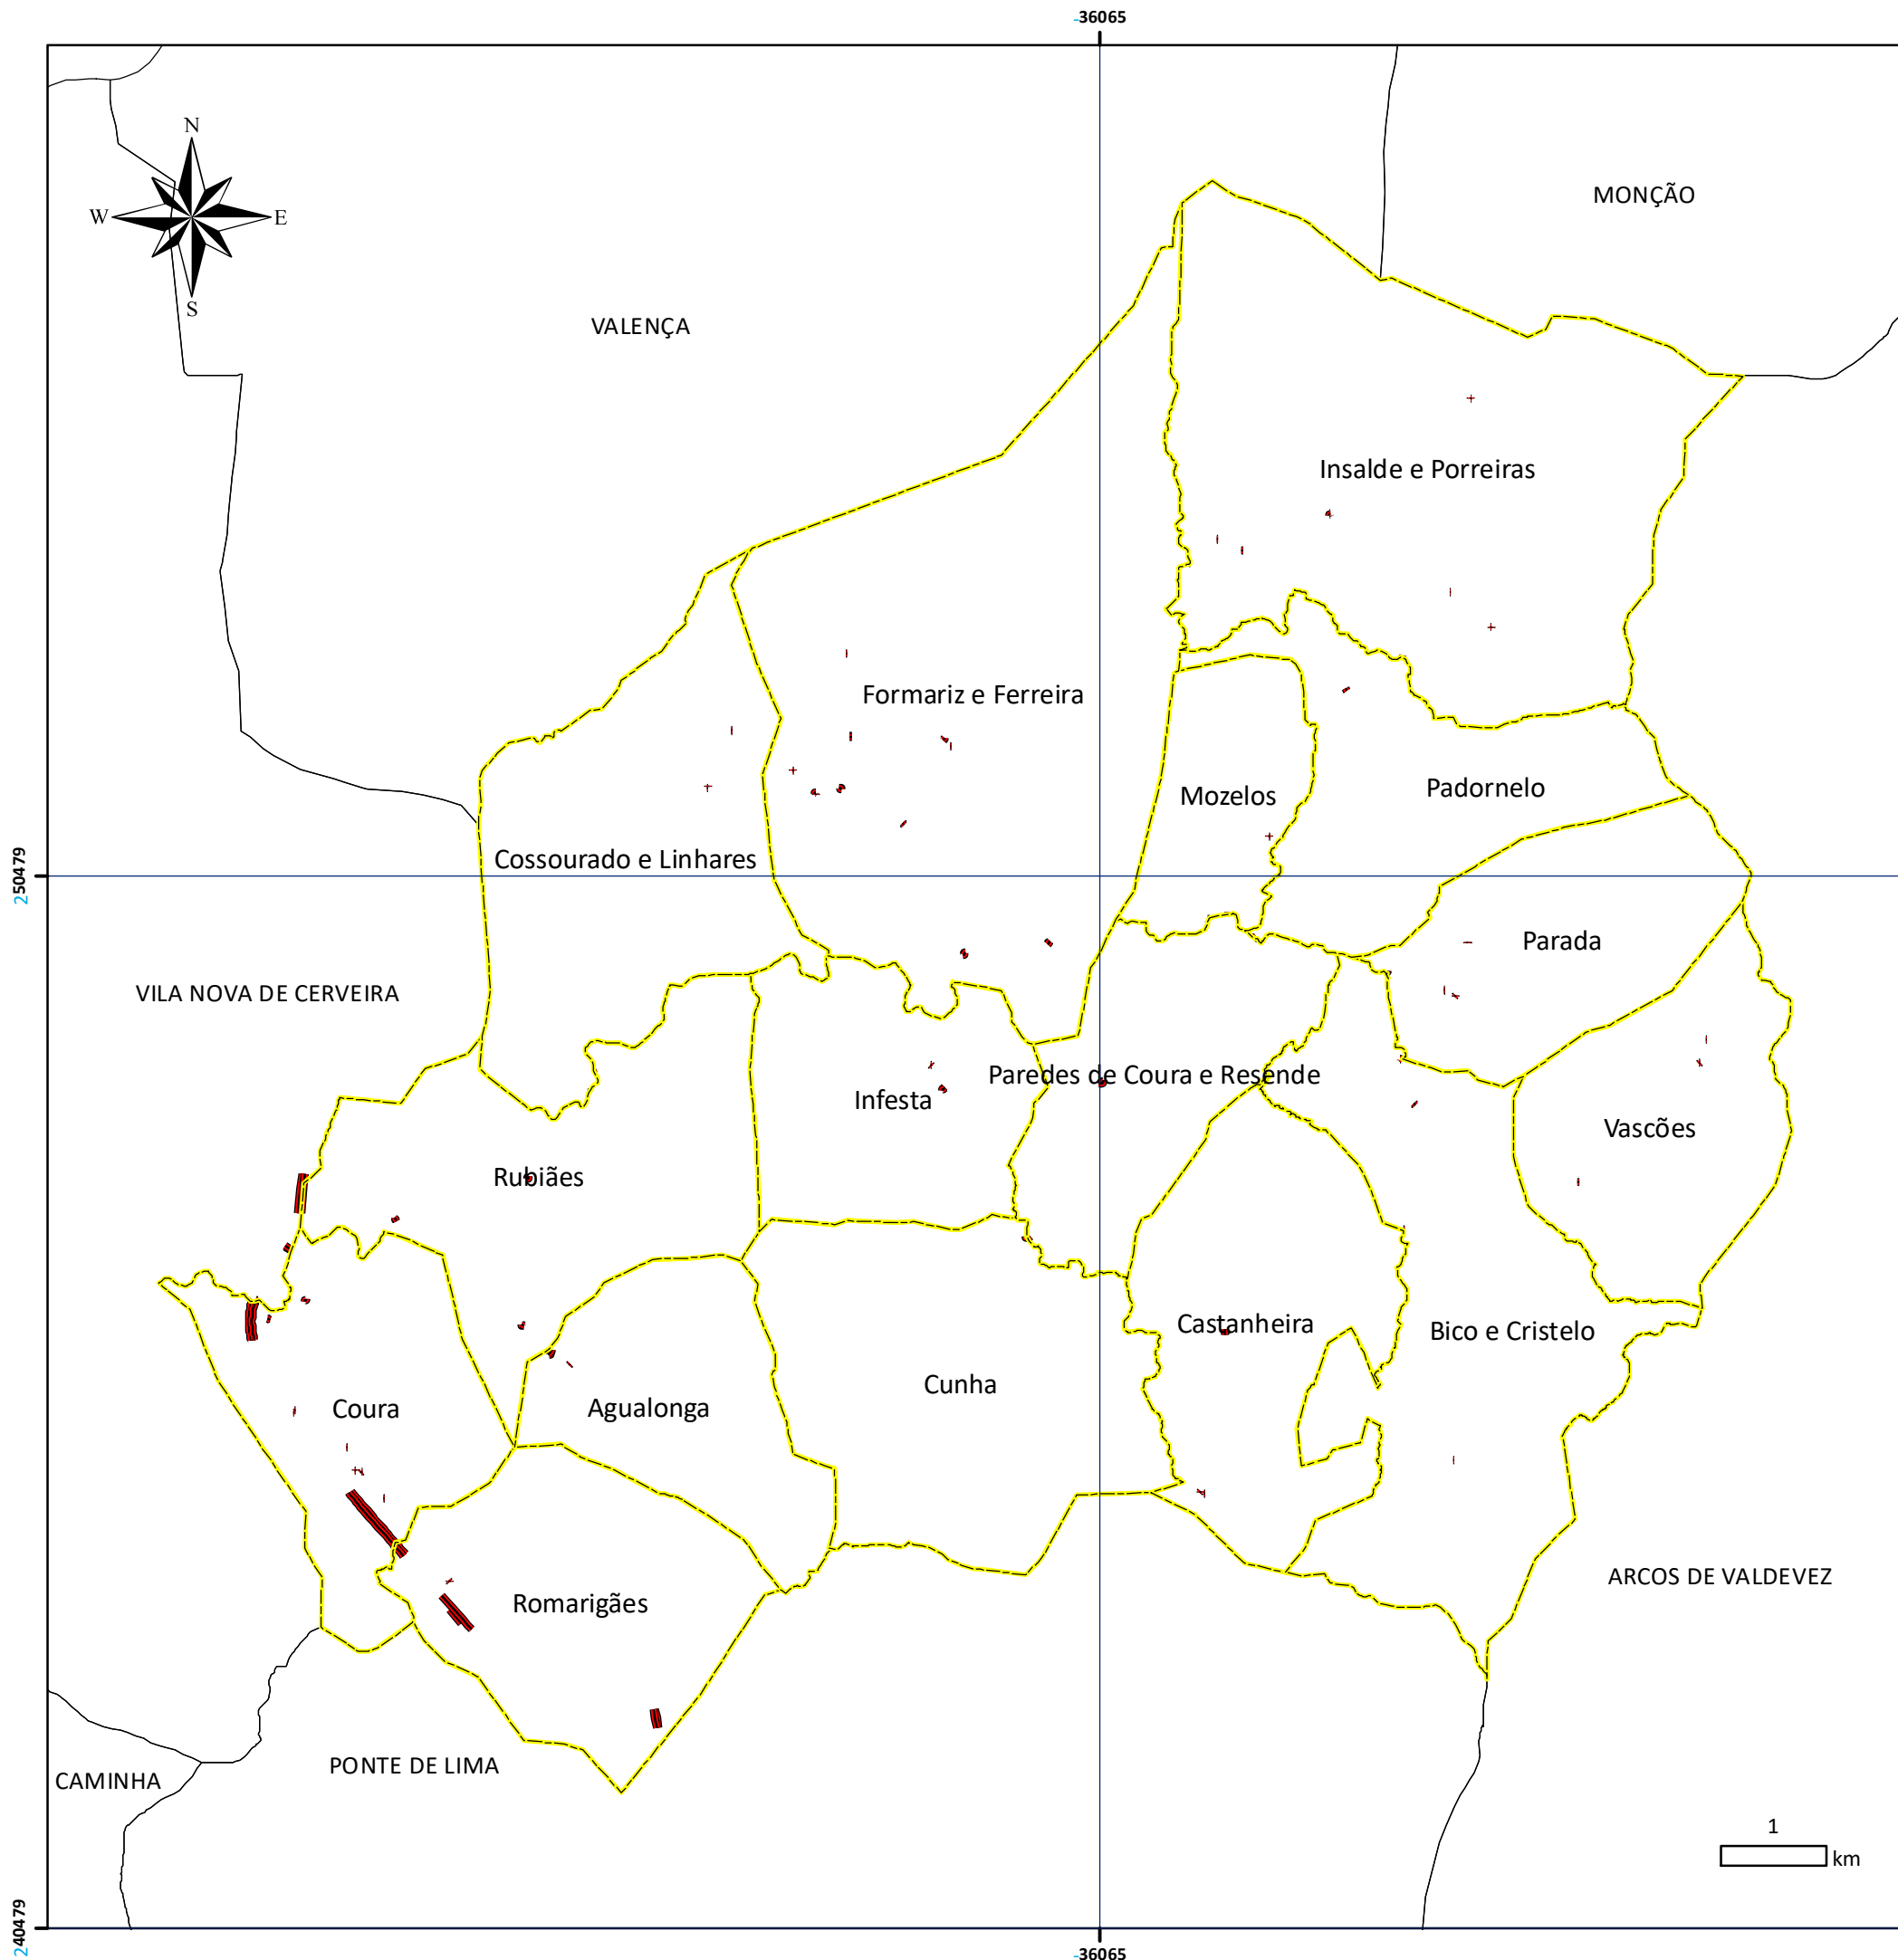 -36065
N
MONÇÃO
W E
S
VALENÇA
Insalde e Porreiras
Formariz e Ferreira
Mozelos
Padornelo
Cossourado e Linhares
250479
Parada
VILA NOVA DE CERVEIRA
Paredes de Coura e Resende
Infesta
Vascões
Rubiães
Castanheira
Bico e Cristelo
Cunha
Coura
Agualonga
ARCOS DE VALDEVEZ
Romarigães
PONTE DE LIMA
CAMINHA
1
km
240479
-36065